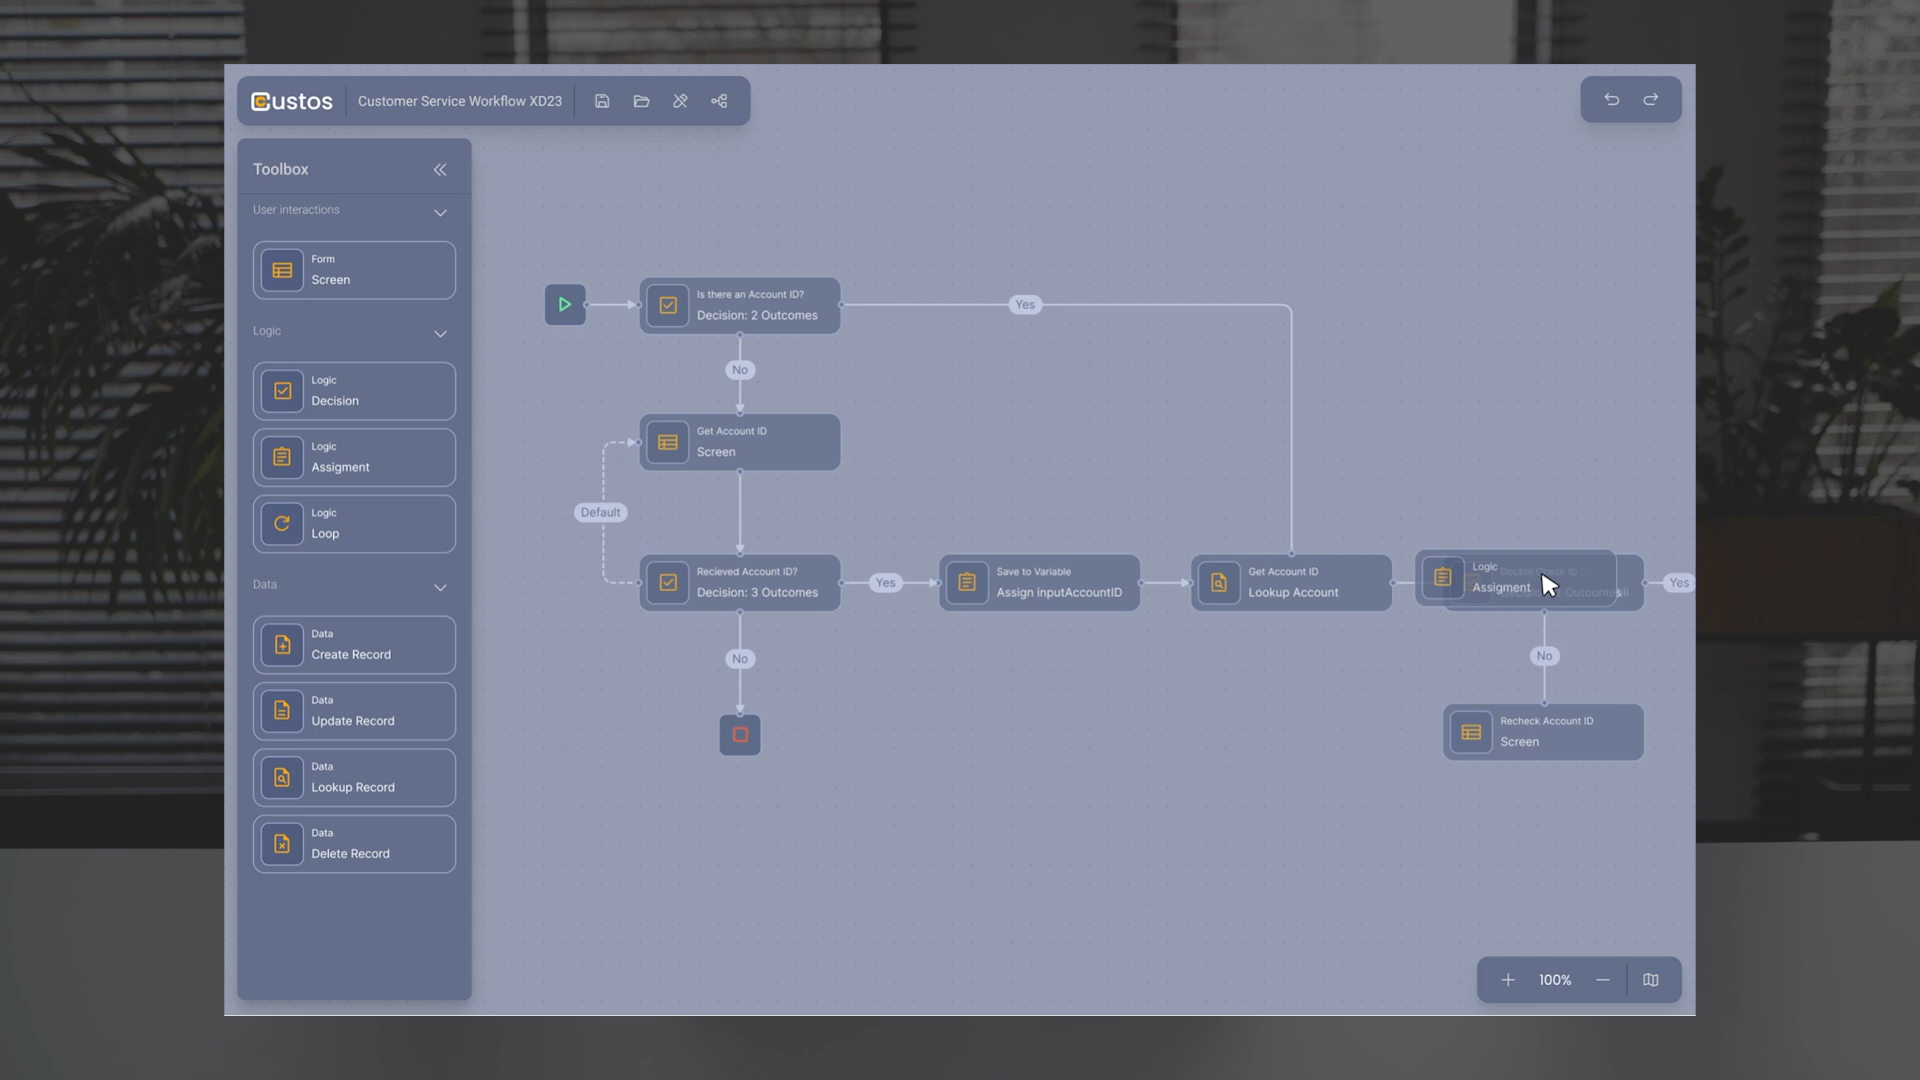 Custos
Customer Service Workflow XD23
Toolbox
User interactions
Form
Screen
Logic
Logic
Decision
Logic
Assigment
Logic
Loop
Data
Data
Create Record
Data
Update Record
Data
Lookup Record
Data
Delete Record
Is there an Account ID?
Decision: 2 Outcomes
Yes
No
Get Account ID
Screen
Default
Recieved Account ID?
Decision: 3 Outcomes
Yes
Save to Variable
Assign inputAccountID
Get Account ID
Lookup Account
Logic
Assigment
Yes
No
No
Recheck Account ID
Screen
100%